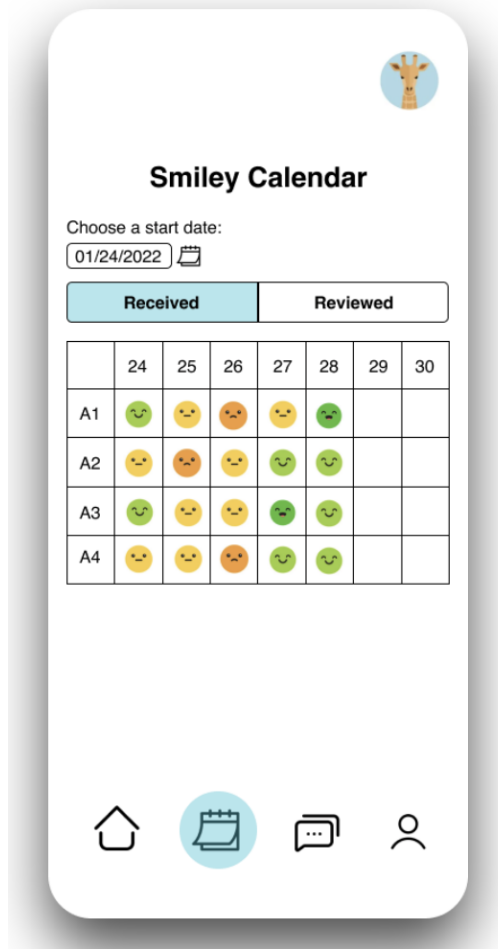 Smiley Calendar
Choose a start date:
01/24/2022
Received Reviewed
24 25 26 27 28 29 30
A1
A2
A3
A4